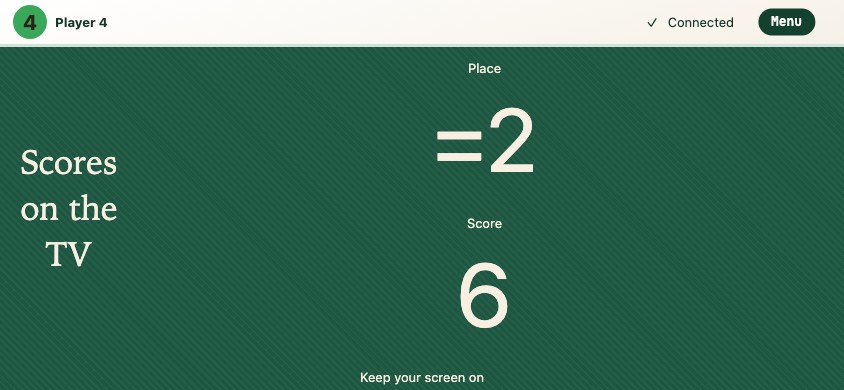 4 Player 4
✓ Connected
Menu
Scores
on the
TV
Place
=2
Score
6
Keep your screen on